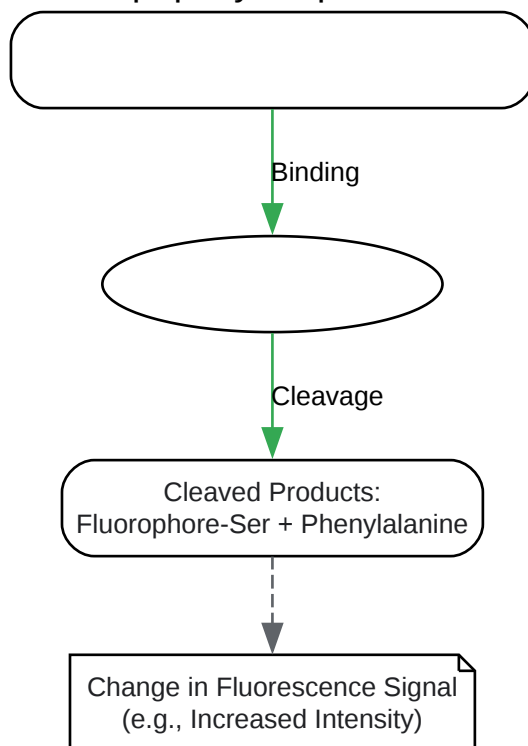 Binding
Cleavage
Cleaved Products:
Fluorophore-Ser + Phenylalanine
Change in Fluorescence Signal
(e.g., Increased Intensity)